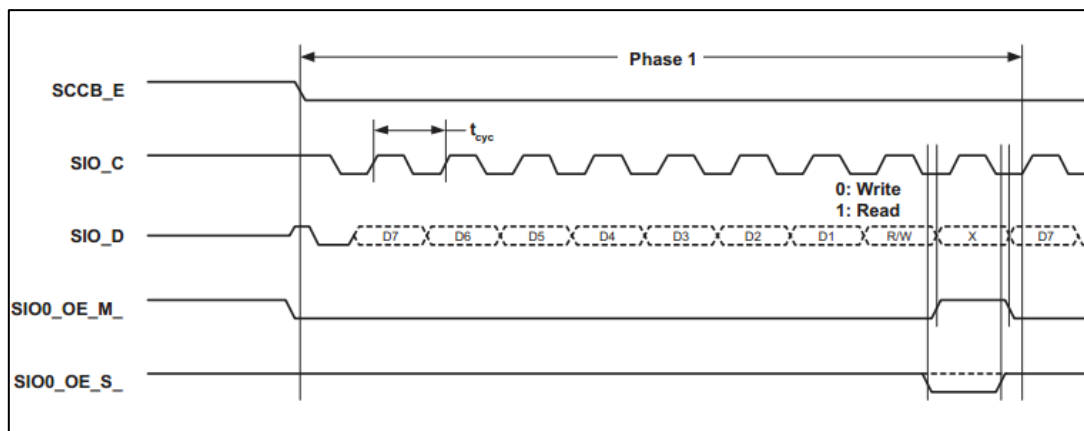 Phase 1
SCCB_E
t_cyc
SIO_C
0: Write
1: Read
SIO_D D7 D6 D5 D4 D3 D2 D1 R/W X D7
SIO0_OE_M_
SIO0_OE_S_